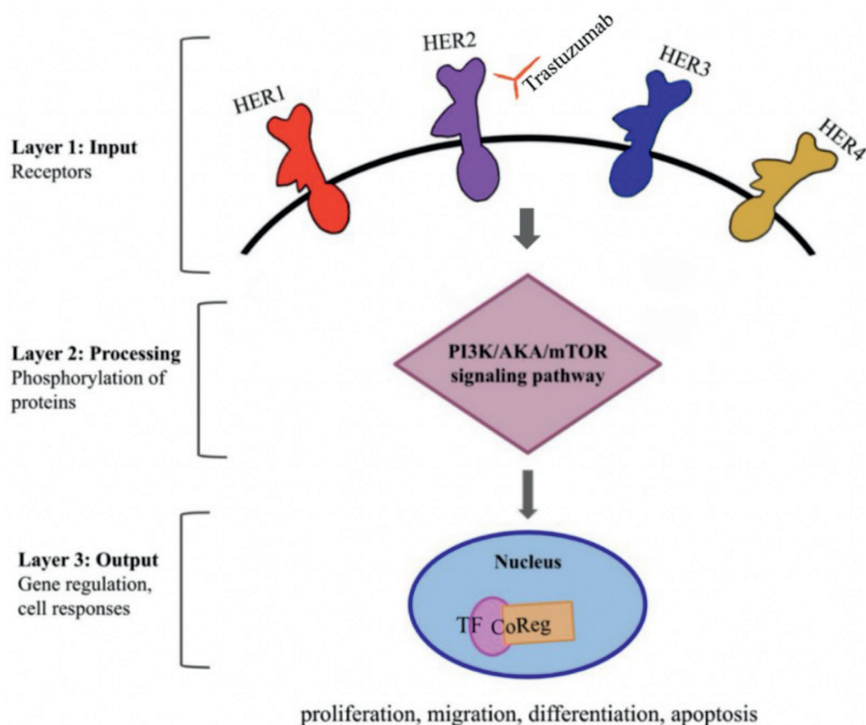 HER1
HER2
Trastuzumab
HER3
HER4
Layer 1: Input
Receptors
Layer 2: Processing
Phosphorylation of
proteins
PI3K/AKA/mTOR
signaling pathway
Layer 3: Output
Gene regulation,
cell responses
Nucleus
TF CoReg
proliferation, migration, differentiation, apoptosis